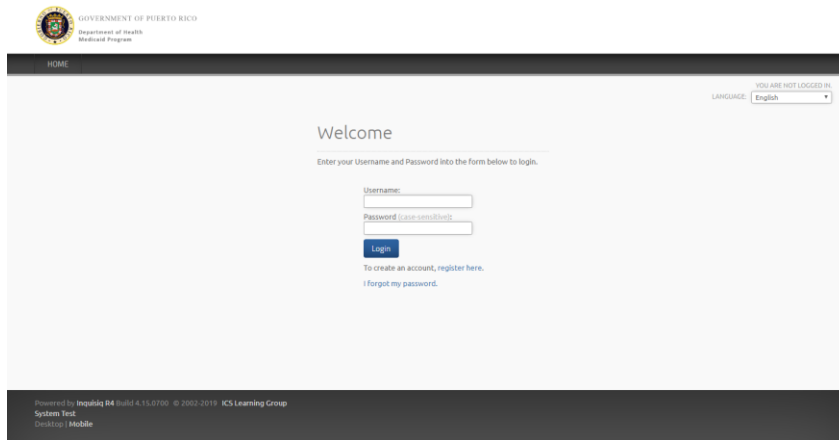 GOVERNMENT OF PUERTO RICO
Department of Health
Medicaid Program
HOME
YOU ARE NOT LOGGED IN.
LANGUAGE: English
Welcome
Enter your Username and Password into the form below to login.
Username:
Password (case-sensitive):
Login
To create an account, register here.
I forgot my password.
Powered by Inquisiq R4 Build 4.15.0700 © 2002-2019 ICS Learning Group
System Test
Desktop | Mobile